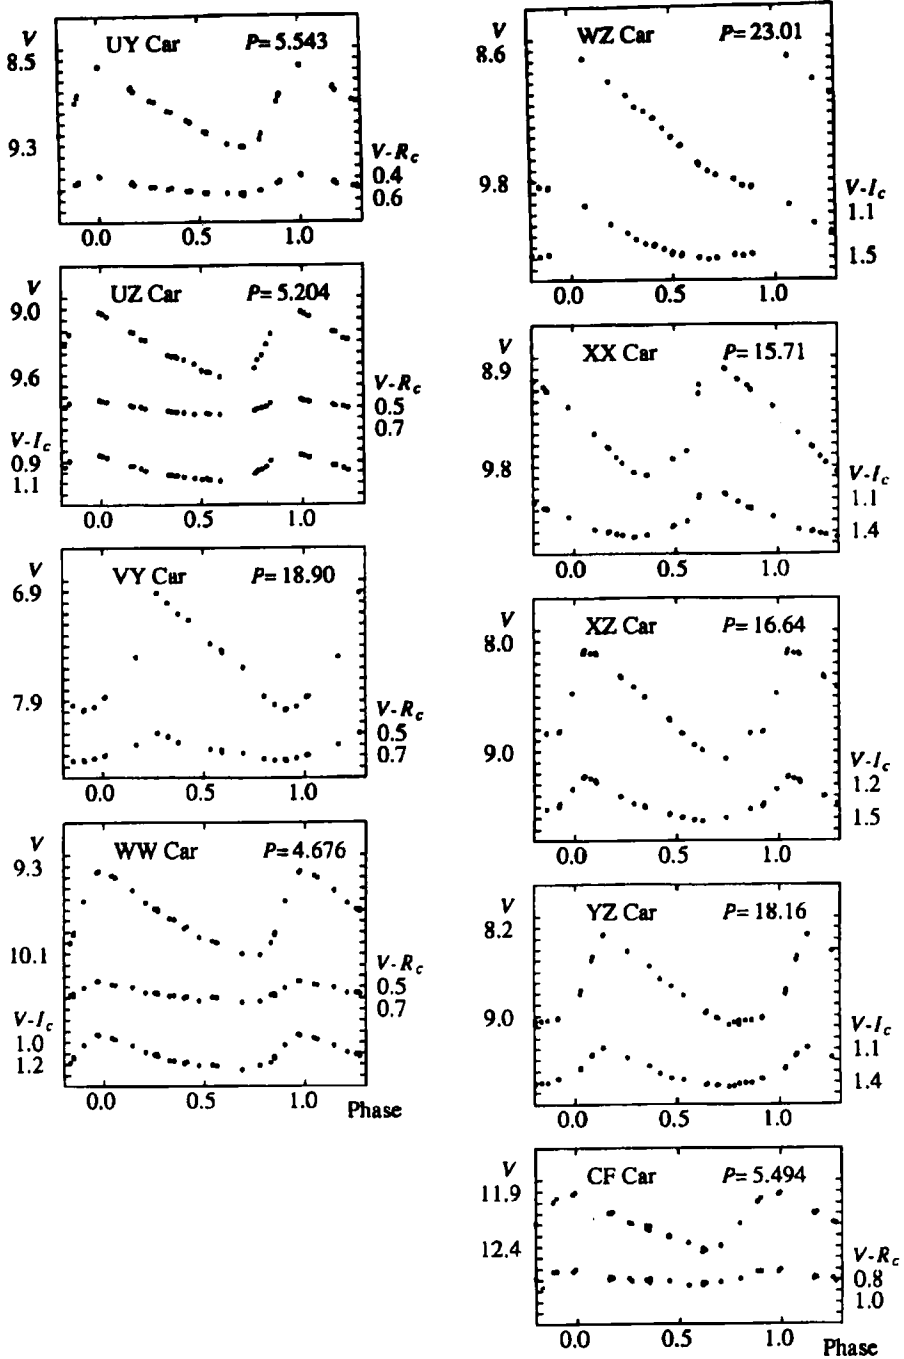 V
UY Car P=5.543
8.5
9.3
V-Rc
0.4
0.6
0.0 0.5 1.0
V
UZ Car P=5.204
9.0
9.6
V-Rc
0.5
0.7
V-Ic
0.9
1.1
0.0 0.5 1.0
V
VY Car P=18.90
6.9
7.9
V-Rc
0.5
0.7
0.0 0.5 1.0
V
WW Car P=4.676
9.3
10.1
V-Rc
0.5
0.7
V-Ic
1.0
1.2
0.0 0.5 1.0
Phase
V
WZ Car P=23.01
8.6
9.8
V-Ic
1.1
1.5
0.0 0.5 1.0
V
XX Car P=15.71
8.9
9.8
V-Ic
1.1
1.4
0.0 0.5 1.0
V
XZ Car P=16.64
8.0
9.0
V-Ic
1.2
1.5
0.0 0.5 1.0
V
YZ Car P=18.16
8.2
9.0
V-Ic
1.1
1.4
0.0 0.5 1.0
V
CF Car P=5.494
11.9
12.4
V-Rc
0.8
1.0
0.0 0.5 1.0
Phase